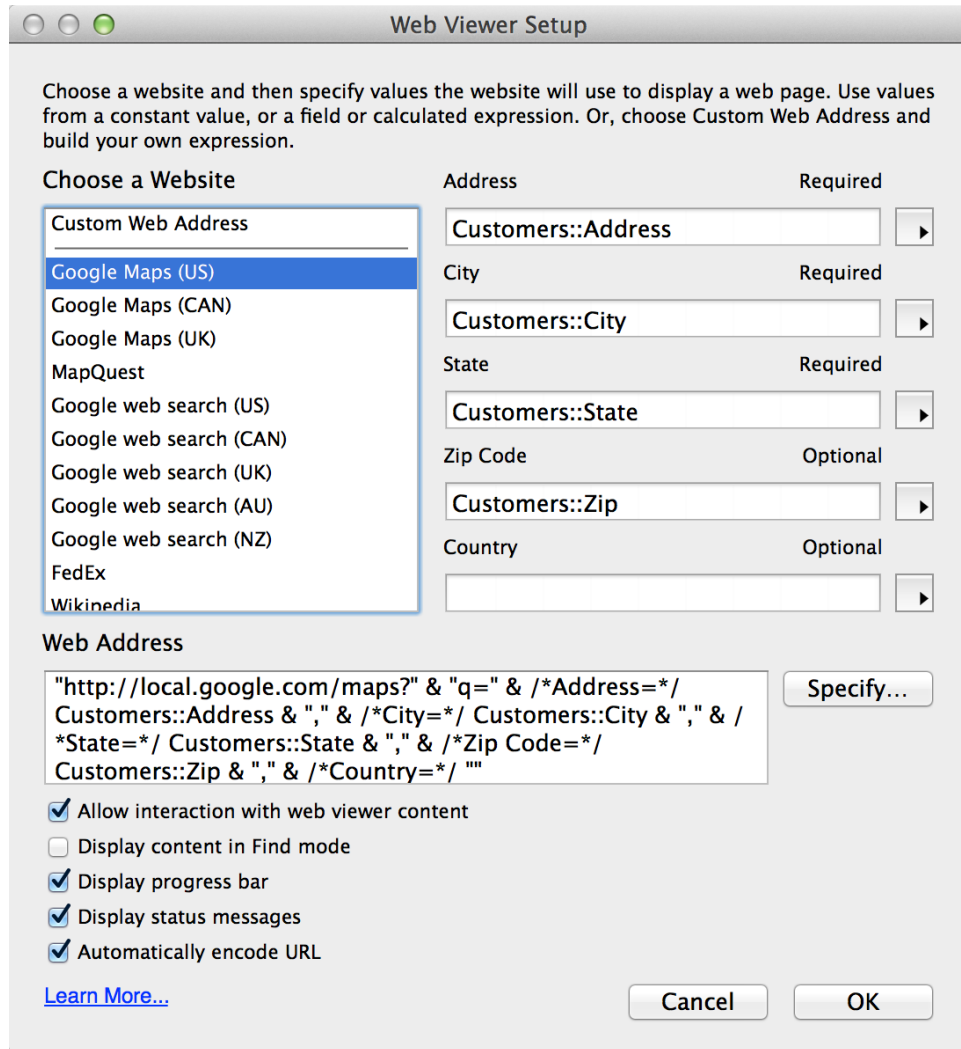 Web Viewer Setup
Choose a website and then specify values the website will use to display a web page. Use values
from a constant value, or a field or calculated expression. Or, choose Custom Web Address and
build your own expression.
Choose a Website
Custom Web Address
Google Maps (US)
Google Maps (CAN)
Google Maps (UK)
MapQuest
Google web search (US)
Google web search (CAN)
Google web search (UK)
Google web search (AU)
Google web search (NZ)
FedEx
Wikipedia
Address Required
Customers::Address
City Required
Customers::City
State Required
Customers::State
Zip Code Optional
Customers::Zip
Country Optional
Web Address
"http://local.google.com/maps?" & "q=" & /*Address=*/
Customers::Address & "," & /*City=*/ Customers::City & "," & /
*State=*/ Customers::State & "," & /*Zip Code=*/
Customers::Zip & "," & /*Country=*/ ""
Specify...
Allow interaction with web viewer content
Display content in Find mode
Display progress bar
Display status messages
Automatically encode URL
Learn More...
Cancel
OK